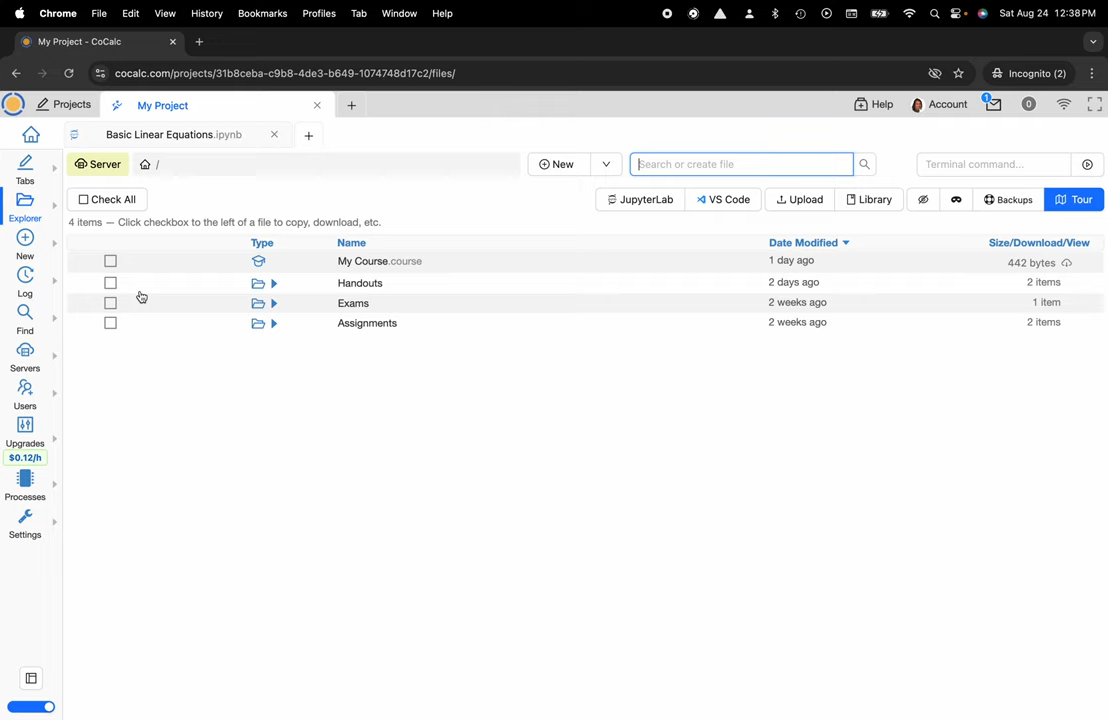 Chrome File Edit View History Bookmarks Profiles Tab Window Help Sat Aug 24 12:38 PM
My Project - CoCalc
cocalc.com/projects/31b8ceba-c9b8-4de3-b649-1074748d17c2/files/ Incognito (2)
Projects My Project Help Account 1 0
Basic Linear Equations.ipynb
Server / New Search or create file Terminal command...
Tabs
Check All JupyterLab VS Code Upload Library Backups Tour
Explorer
4 items — Click checkbox to the left of a file to copy, download, etc.
Type Name Date Modified Size/Download/View
New
My Course.course 1 day ago 442 bytes
Handouts 2 days ago 2 items
Log
Exams 2 weeks ago 1 item
Assignments 2 weeks ago 2 items
Find
Servers
Users
Upgrades
$0.12/h
Processes
Settings